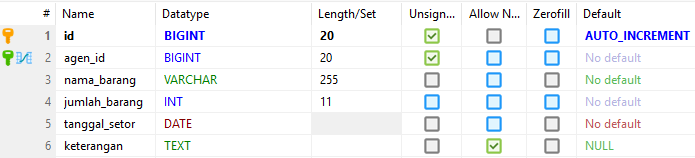 # Name Datatype Length/Set Unsign... Allow N... Zerofill Default
1 id BIGINT 20 AUTO_INCREMENT
2 agen_id BIGINT 20 No default
3 nama_barang VARCHAR 255 No default
4 jumlah_barang INT 11 No default
5 tanggal_setor DATE No default
6 keterangan TEXT NULL